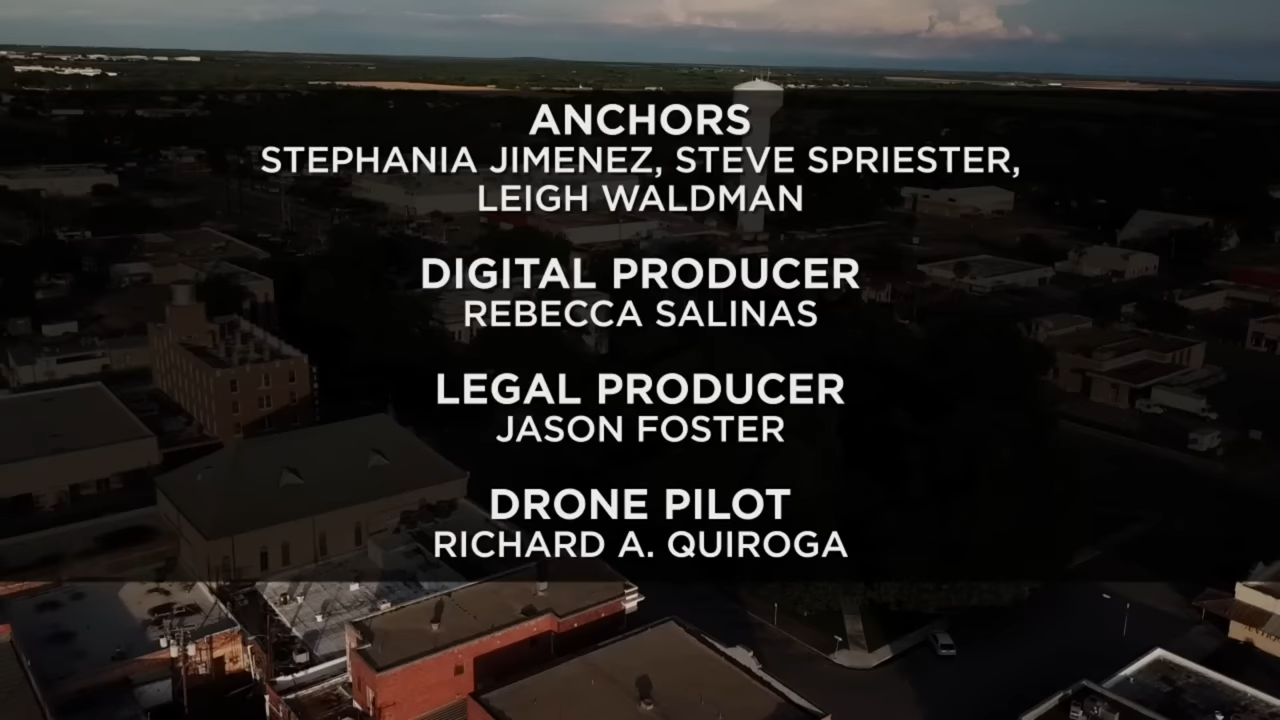 ANCHORS
STEPHANIA JIMENEZ, STEVE SPRIESTER,
LEIGH WALDMAN
DIGITAL PRODUCER
REBECCA SALINAS
LEGAL PRODUCER
JASON FOSTER
DRONE PILOT
RICHARD A. QUIROGA